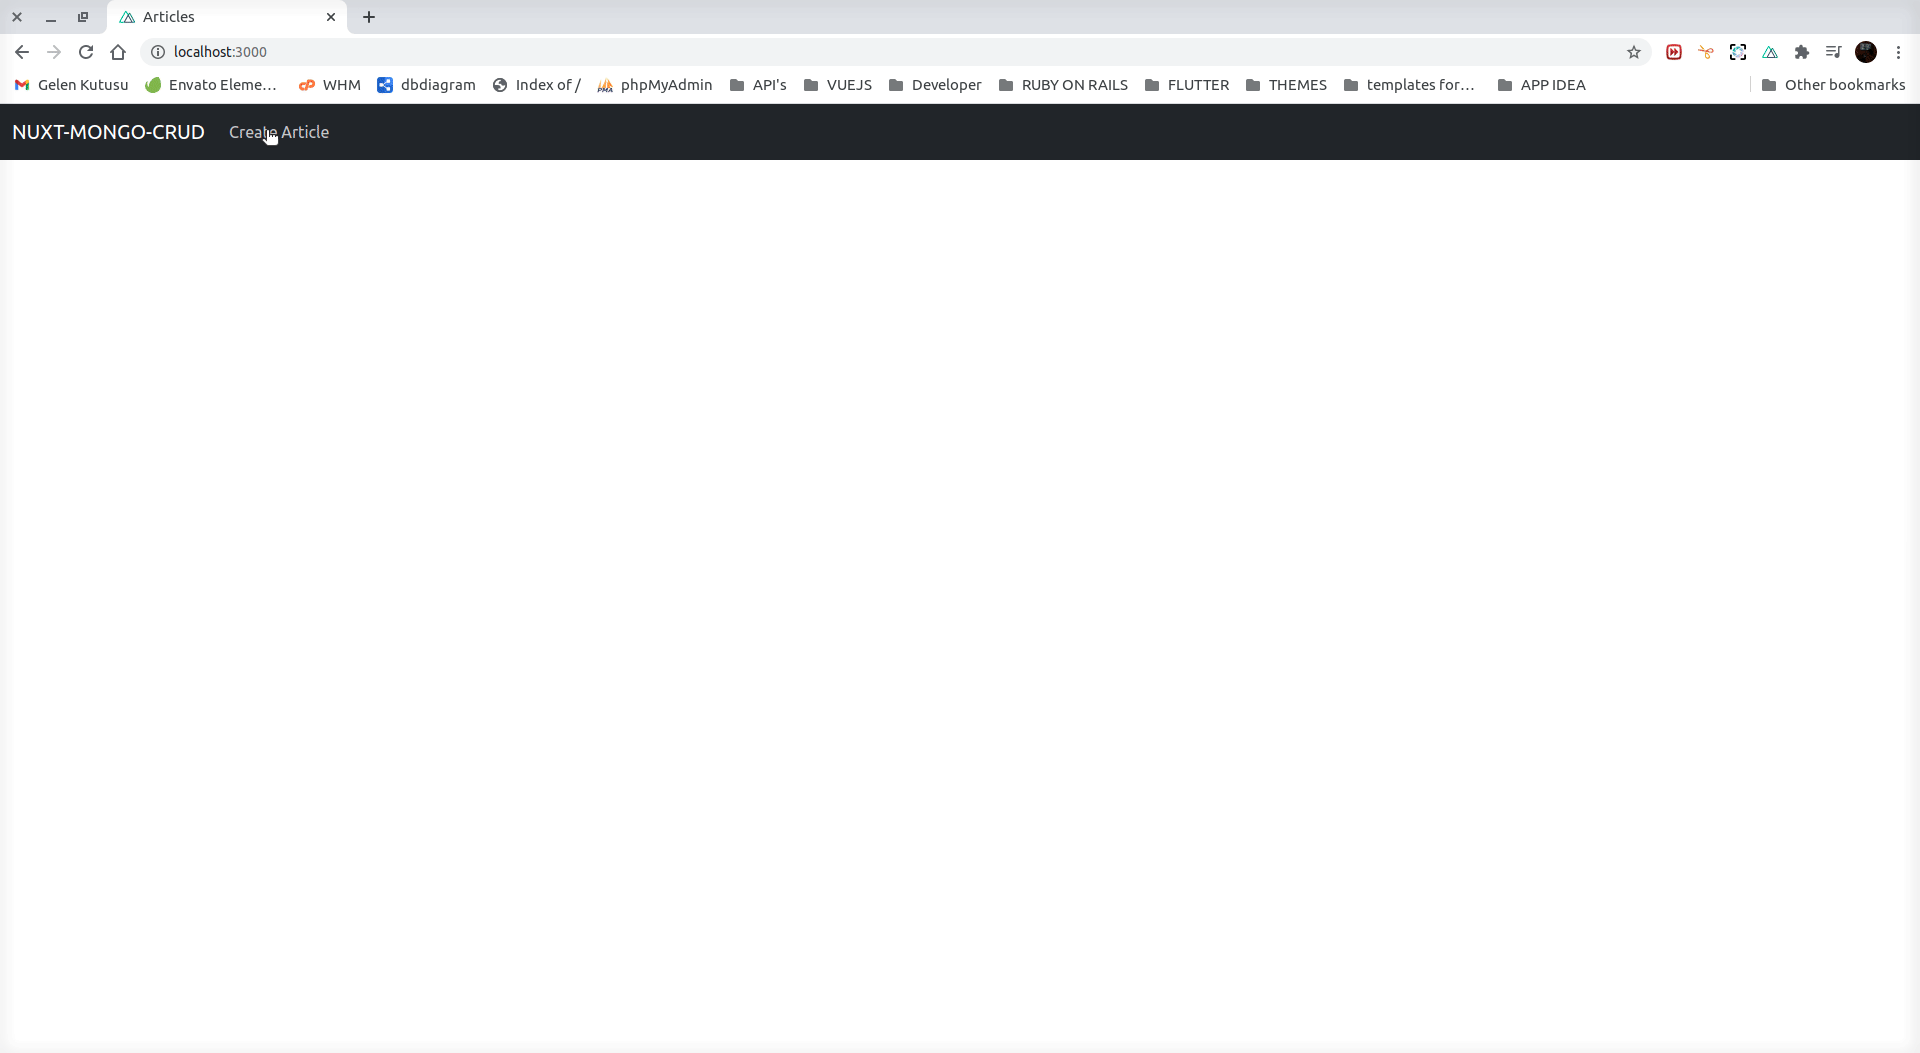 Articles
localhost:3000
Gelen Kutusu Envato Eleme... WHM dbdiagram Index of / phpMyAdmin API's VUEJS Developer RUBY ON RAILS FLUTTER THEMES templates for... APP IDEA Other bookmarks
NUXT-MONGO-CRUD Create Article